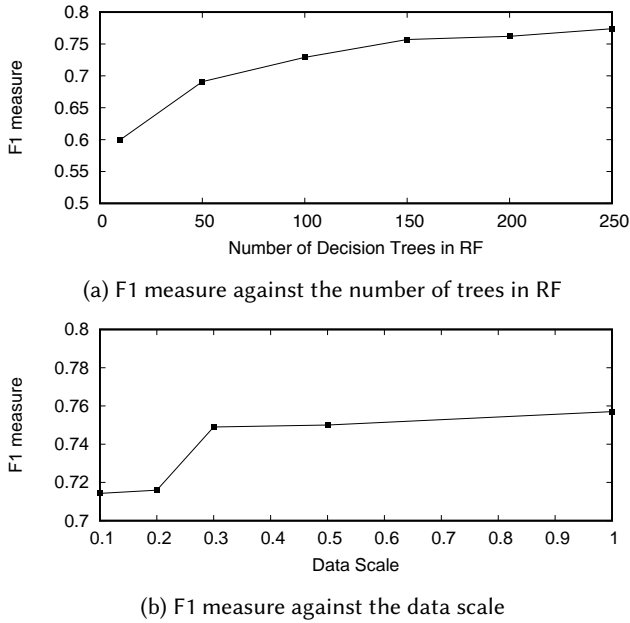 0.8
0.75
0.7
0.65
0.6
0.55
0.5
F1 measure
0 50 100 150 200 250
Number of Decision Trees in RF
(a) F1 measure against the number of trees in RF
0.8
0.78
0.76
0.74
0.72
0.7
F1 measure
0.1 0.2 0.3 0.4 0.5 0.6 0.7 0.8 0.9 1
Data Scale
(b) F1 measure against the data scale